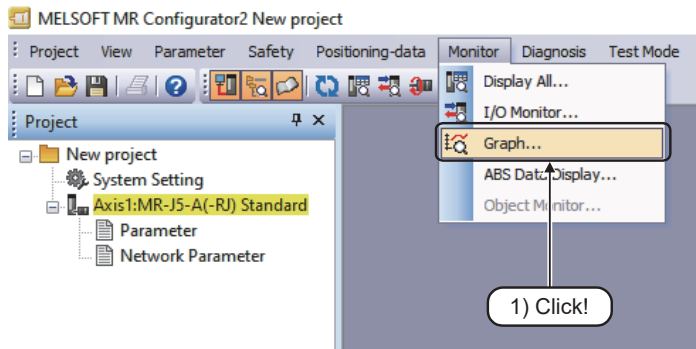 MELSOFT MR Configurator2 New project
Project View Parameter Safety Positioning-data Monitor Diagnosis Test Mode
Display All...
Project
I/O Monitor...
Graph...
New project
System Setting
ABS Data Display...
Axis1:MR-J5-A(-RJ) Standard
Object Monitor...
Parameter
Network Parameter
1) Click!